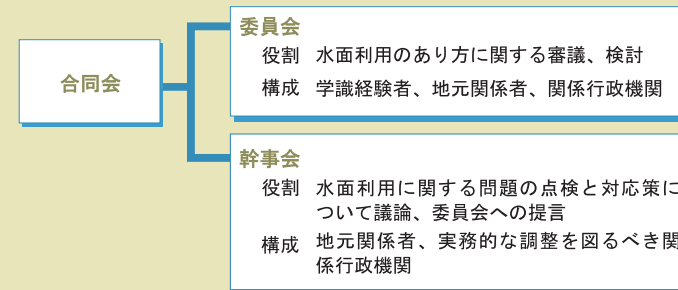 合同会
委員会
役割 水面利用のあり方に関する審議、検討
構成 学識経験者、地元関係者、関係行政機関
幹事会
役割 水面利用に関する問題の点検と対応策に
ついて議論、委員会への提言
構成 地元関係者、実務的な調整を図るべき関
係行政機関